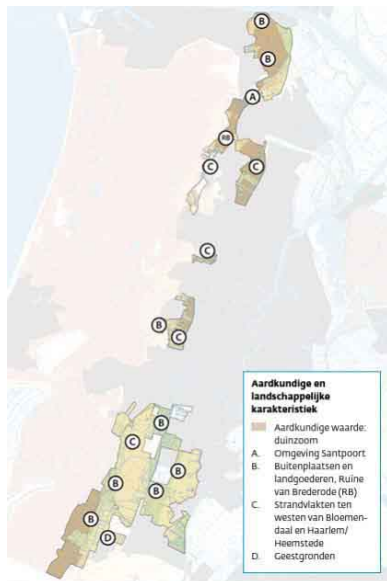 B
B
A
RB
C
C
C
B
C
B
C
B
B
B
B
D
Aardkundige en
landschappelijke
karakteristiek
Aardkundige waarde:
duinzoom
A. Omgeving Santpoort
B. Buitenplaatsen en
landgoederen, Ruïne
van Brederode (RB)
C. Strandvlakten ten
westen van Bloemen-
daal en Haarlem/
Heemstede
D. Geestgronden